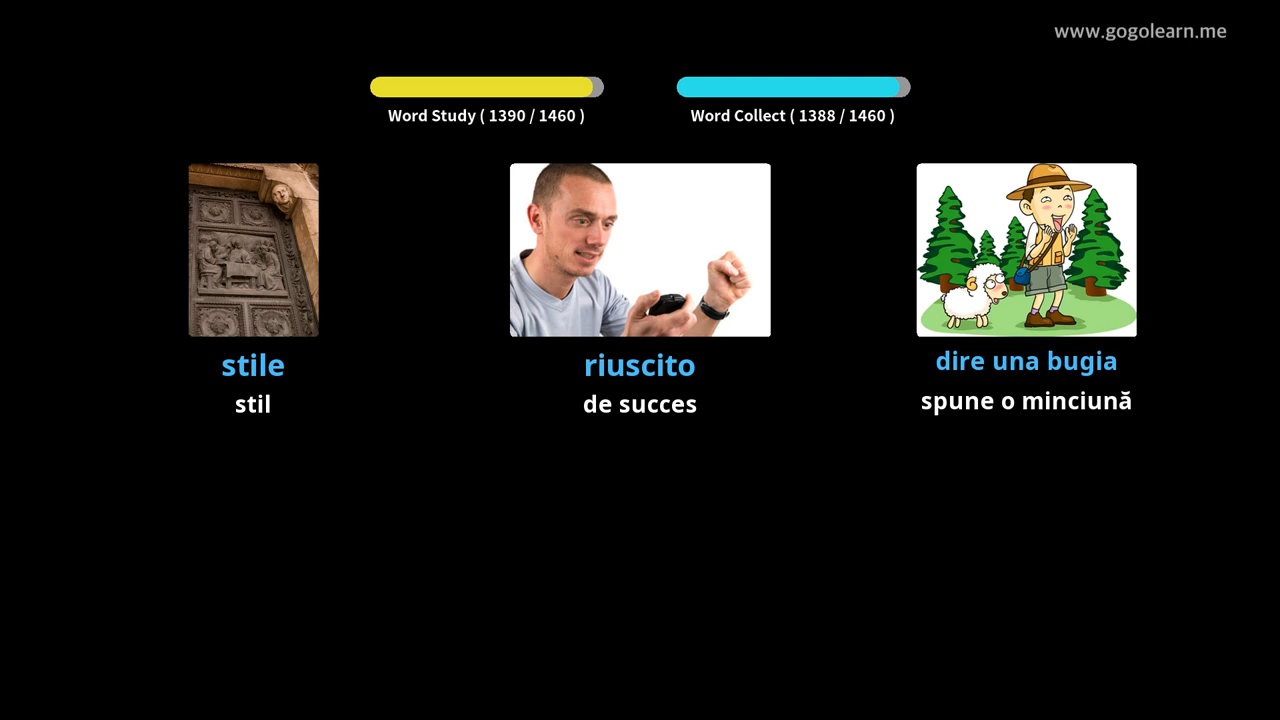 www.gogolearn.me
Word Study ( 1390 / 1460 )
Word Collect ( 1388 / 1460 )
stile
stil
riuscito
de succes
dire una bugia
spune o minciună